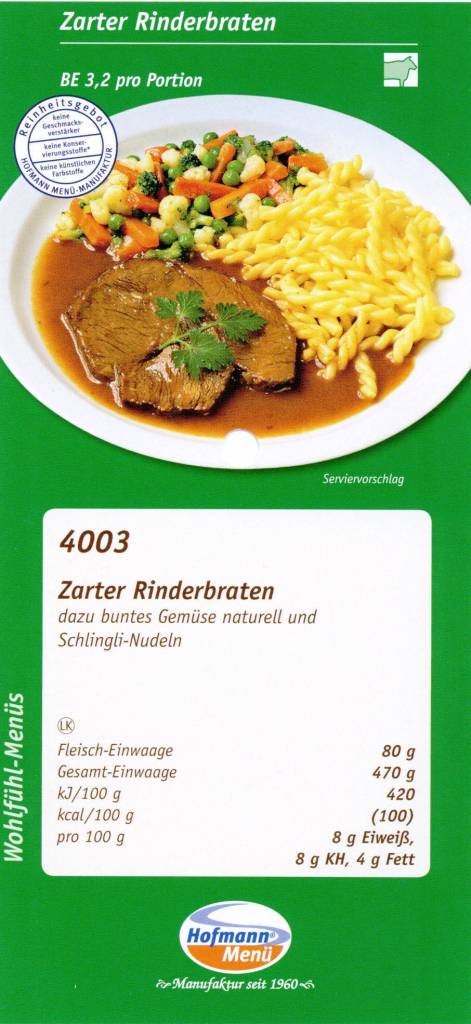 Zarter Rinderbraten
BE 3,2 pro Portion
Reinheitsgebot
keine
Geschmacks-
verstärker
keine Konser-
vierungsstoffe*
keine künstlichen
Farbstoffe
HOFMANN MENÜ-MANUFAKTUR
Serviervorschlag
4003
Zarter Rinderbraten
dazu buntes Gemüse naturell und
Schlingli-Nudeln
LK
Fleisch-Einwaage 80 g
Gesamt-Einwaage 470 g
kJ/100 g 420
kcal/100 g (100)
pro 100 g 8 g Eiweiß,
8 g KH, 4 g Fett
Wohlfühl-Menüs
Hofmann®
Menü
Manufaktur seit 1960